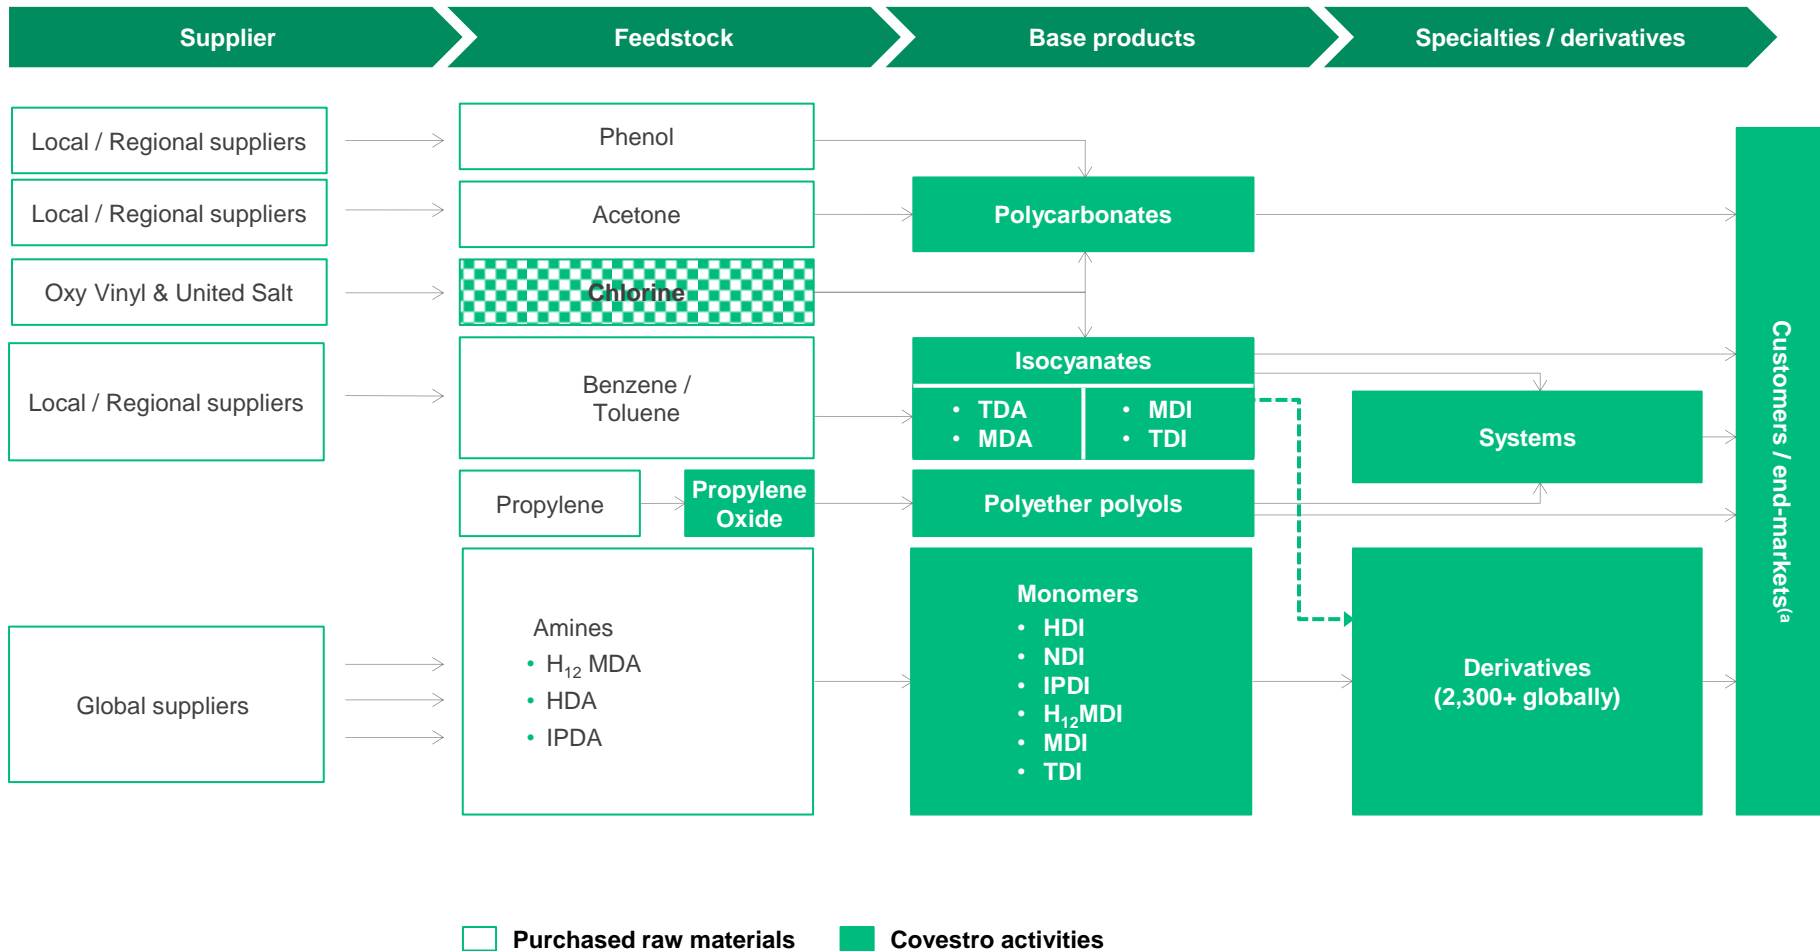 Supplier
Feedstock
Base products
Specialties / derivatives
Local / Regional suppliers
Phenol
Local / Regional suppliers
Acetone
Polycarbonates
Oxy Vinyl & United Salt
Chlorine
Local / Regional suppliers
Benzene /
Toluene
Isocyanates
• TDA
• MDA
• MDI
• TDI
Systems
Propylene
Propylene
Oxide
Polyether polyols
Global suppliers
Amines
• H₁₂ MDA
• HDA
• IPDA
Monomers
• HDI
• NDI
• IPDI
• H₁₂MDI
• MDI
• TDI
Derivatives
(2,300+ globally)
Customers / end-markets⁽ᵃ
Purchased raw materials
Covestro activities